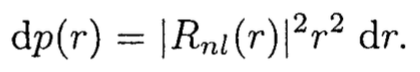 dp(r) = |R_{nl}(r)|^2 r^2 dr.